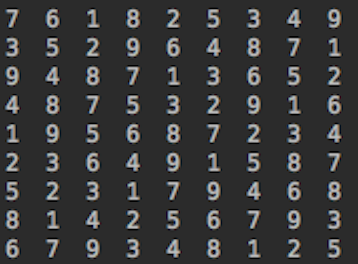 7 6 1 8 2 5 3 4 9
3 5 2 9 6 4 8 7 1
9 4 8 7 1 3 6 5 2
4 8 7 5 3 2 9 1 6
1 9 5 6 8 7 2 3 4
2 3 6 4 9 1 5 8 7
5 2 3 1 7 9 4 6 8
8 1 4 2 5 6 7 9 3
6 7 9 3 4 8 1 2 5